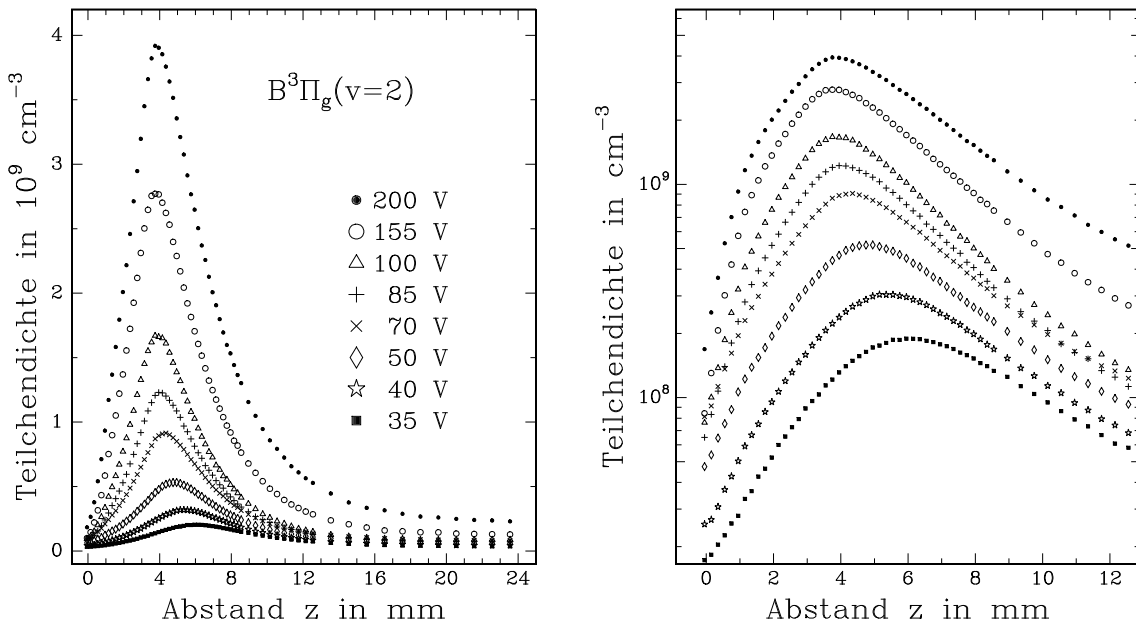 Teilchendichte in 10⁹ cm⁻³
4
3
2
1
0
B³Π_g(v=2)
200 V
155 V
100 V
85 V
70 V
50 V
40 V
35 V
0 4 8 12 16 20 24
Abstand z in mm
Teilchendichte in cm⁻³
10⁹
10⁸
0 2 4 6 8 10 12
Abstand z in mm